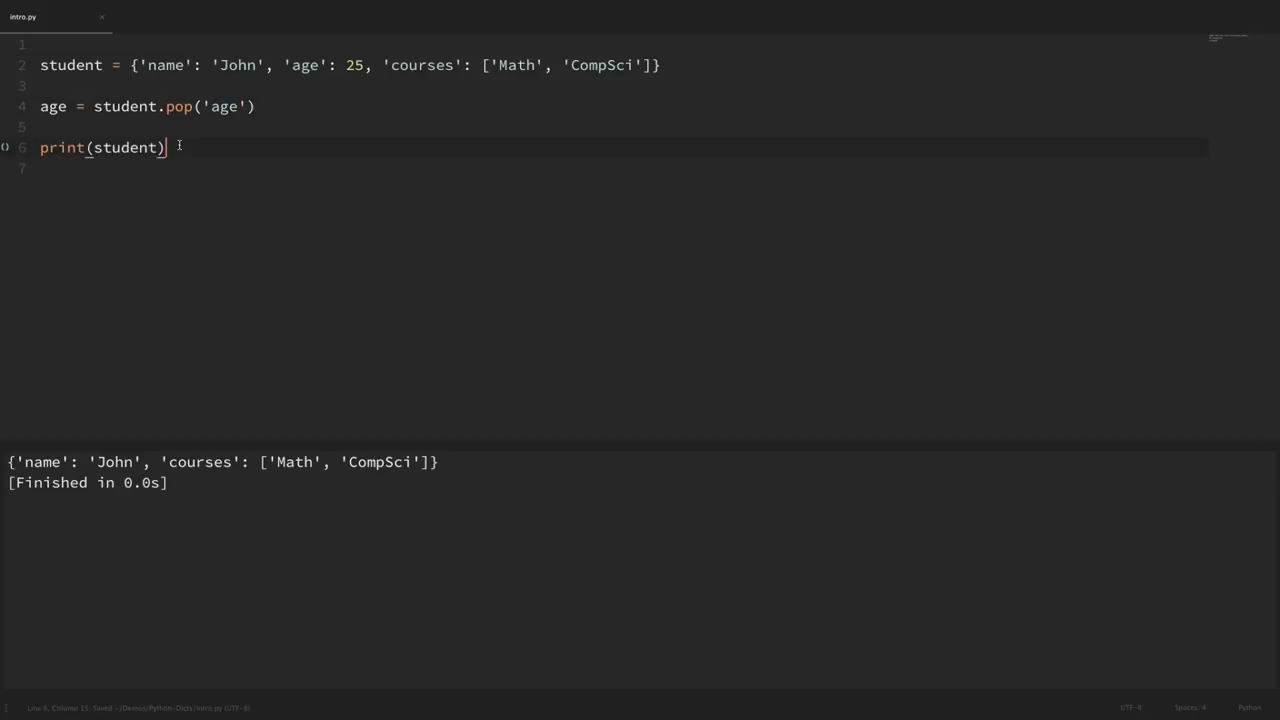 intro.py ×
1
2 student = {'name': 'John', 'age': 25, 'courses': ['Math', 'CompSci']}
3
4 age = student.pop('age')
5
() 6 print(student)
7
{'name': 'John', 'courses': ['Math', 'CompSci']}
[Finished in 0.0s]
Line 6, Column 15; Saved ~/Demos/Python-Dicts/intro.py (UTF-8) UTF-8 Spaces: 4 Python